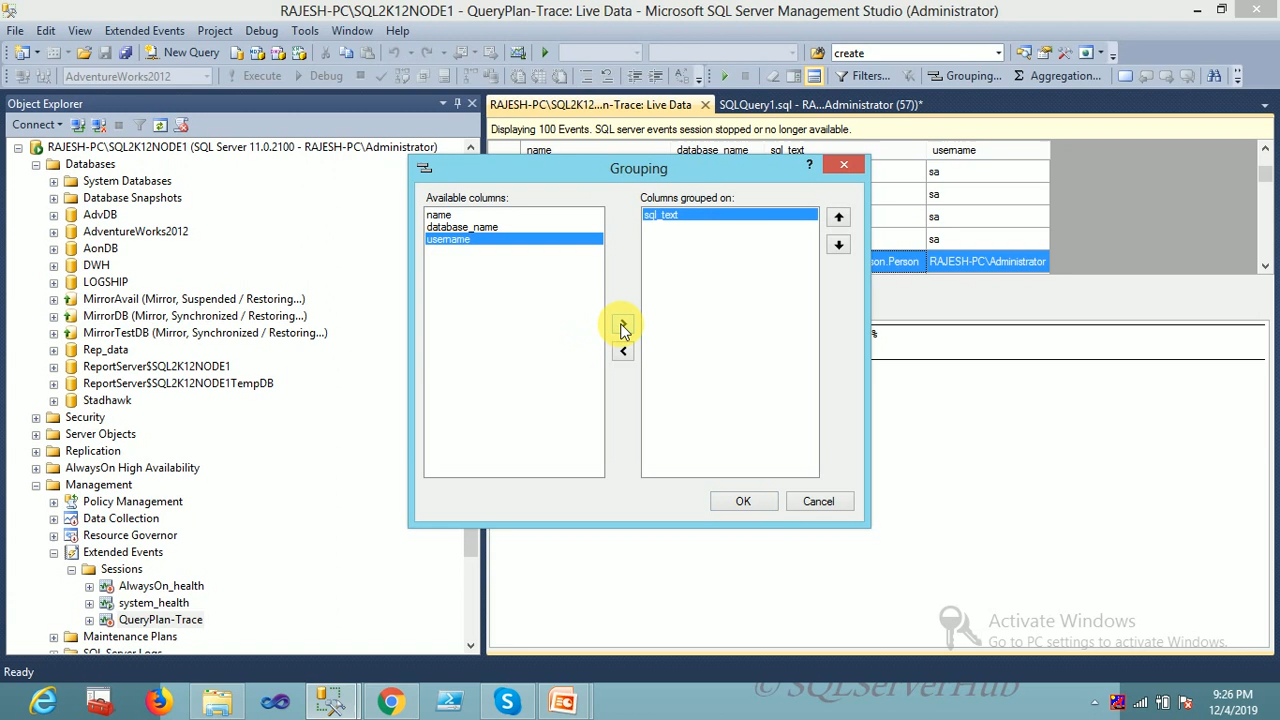 RAJESH-PC\SQL2K12NODE1 - QueryPlan-Trace: Live Data - Microsoft SQL Server Management Studio (Administrator)
File Edit View Extended Events Project Debug Tools Window Help
New Query
create
AdventureWorks2012
Execute
Debug
Filters...
Grouping...
Σ Aggregation...
Object Explorer
Connect
RAJESH-PC\SQL2K12NODE1 (SQL Server 11.0.2100 - RAJESH-PC\Administrator)
Databases
System Databases
Database Snapshots
AdvDB
AdventureWorks2012
AonDB
DWH
LOGSHIP
MirrorAvail (Mirror, Suspended / Restoring...)
MirrorDB (Mirror, Synchronized / Restoring...)
MirrorTestDB (Mirror, Synchronized / Restoring...)
Rep_data
ReportServer$SQL2K12NODE1
ReportServer$SQL2K12NODE1TempDB
Stadhawk
Security
Server Objects
Replication
AlwaysOn High Availability
Management
Policy Management
Data Collection
Resource Governor
Extended Events
Sessions
AlwaysOn_health
system_health
QueryPlan-Trace
Maintenance Plans
SQL Server Logs
RAJESH-PC\SQL2K12...n-Trace: Live Data
SQLQuery1.sql - RA...Administrator (57))*
Displaying 100 Events. SQL server events session stopped or no longer available.
name database_name sql_text username
sa
sa
sa
sa
son.Person RAJESH-PC\Administrator
%
Grouping
?
Available columns:
name
database_name
username
Columns grouped on:
sql_text
OK
Cancel
Activate Windows
Go to PC settings to activate Windows.
© SQLServerHub
Ready
9:26 PM
12/4/2019